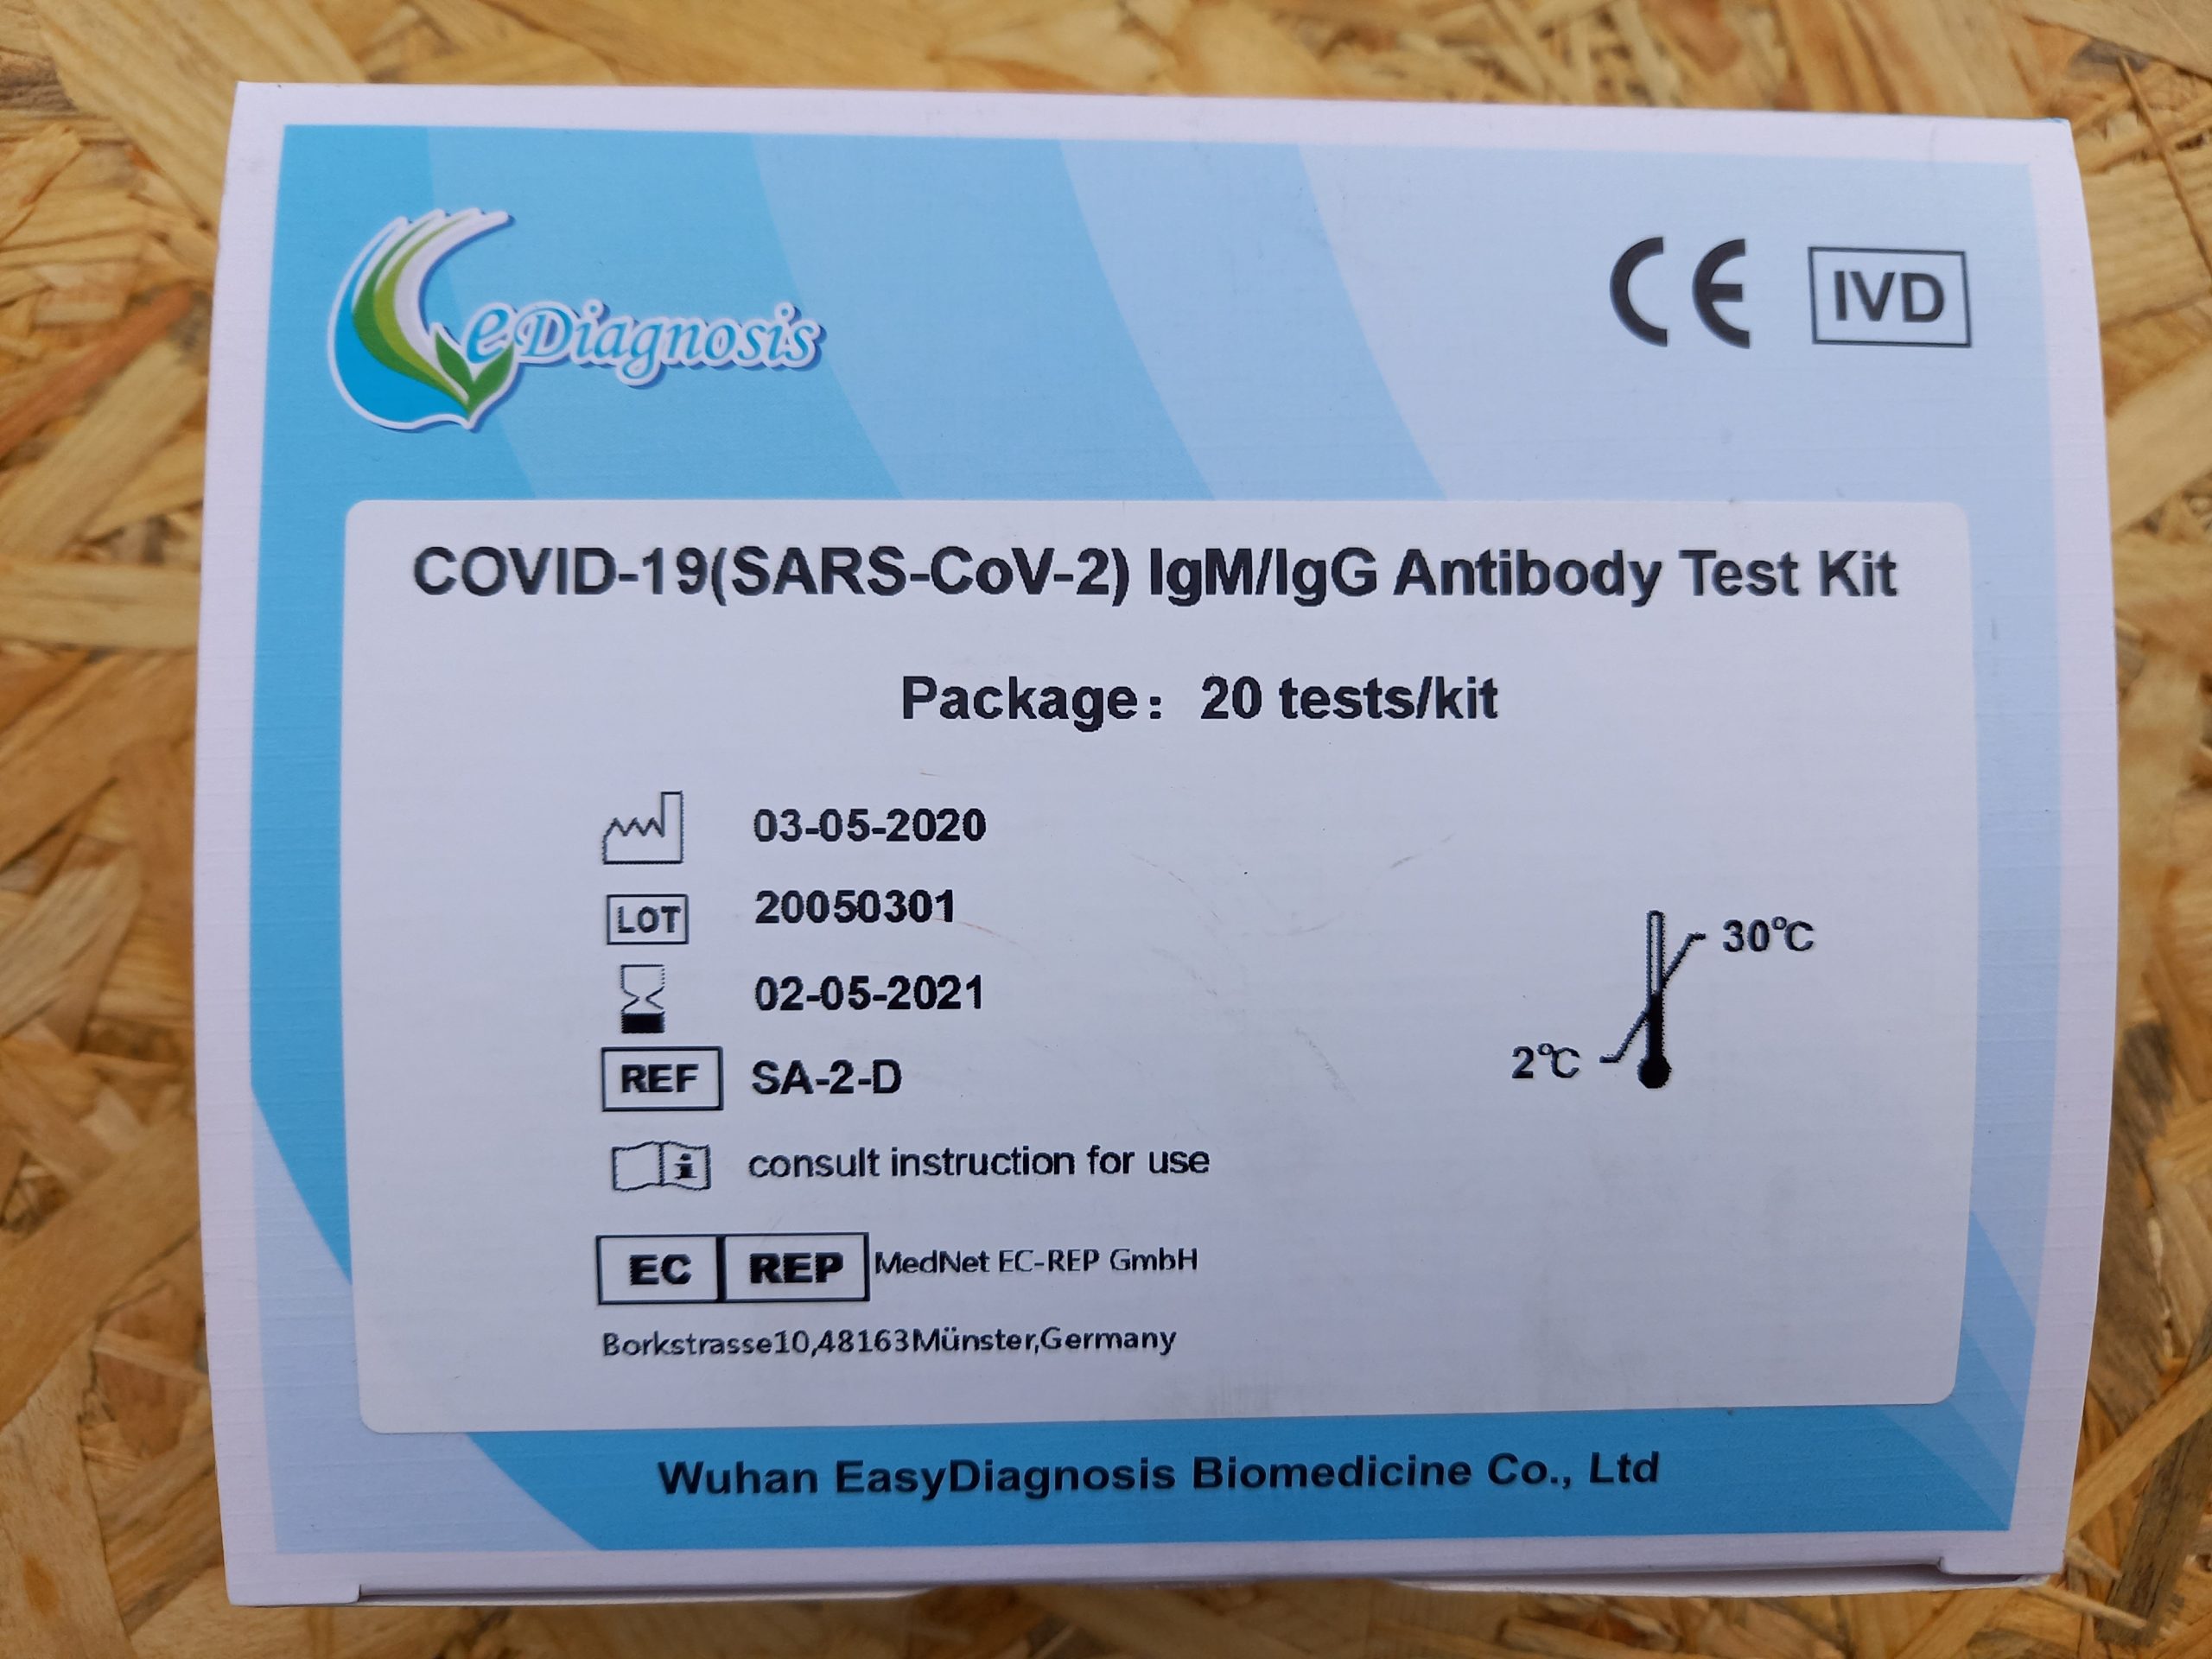 eDiagnosis
CE IVD
COVID-19(SARS-CoV-2) IgM/IgG Antibody Test Kit
Package：20 tests/kit
03-05-2020
LOT 20050301
02-05-2021
REF SA-2-D
30℃
2℃
i consult instruction for use
EC REP MedNet EC-REP GmbH
Borkstrasse10,48163Münster,Germany
Wuhan EasyDiagnosis Biomedicine Co., Ltd